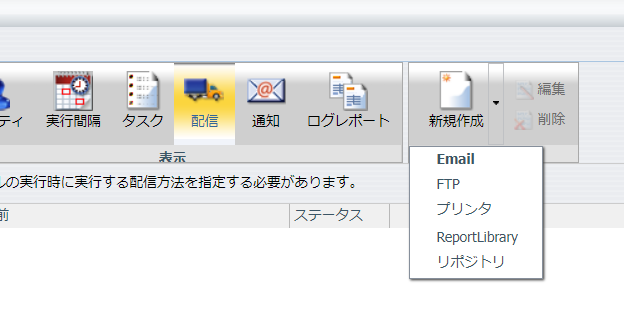 ティ
実行間隔
タスク
配信
通知
ログレポート
新規作成
編集
削除
表示
ルの実行時に実行する配信方法を指定する必要があります。
前
ステータス
Email
FTP
プリンタ
ReportLibrary
リポジトリ